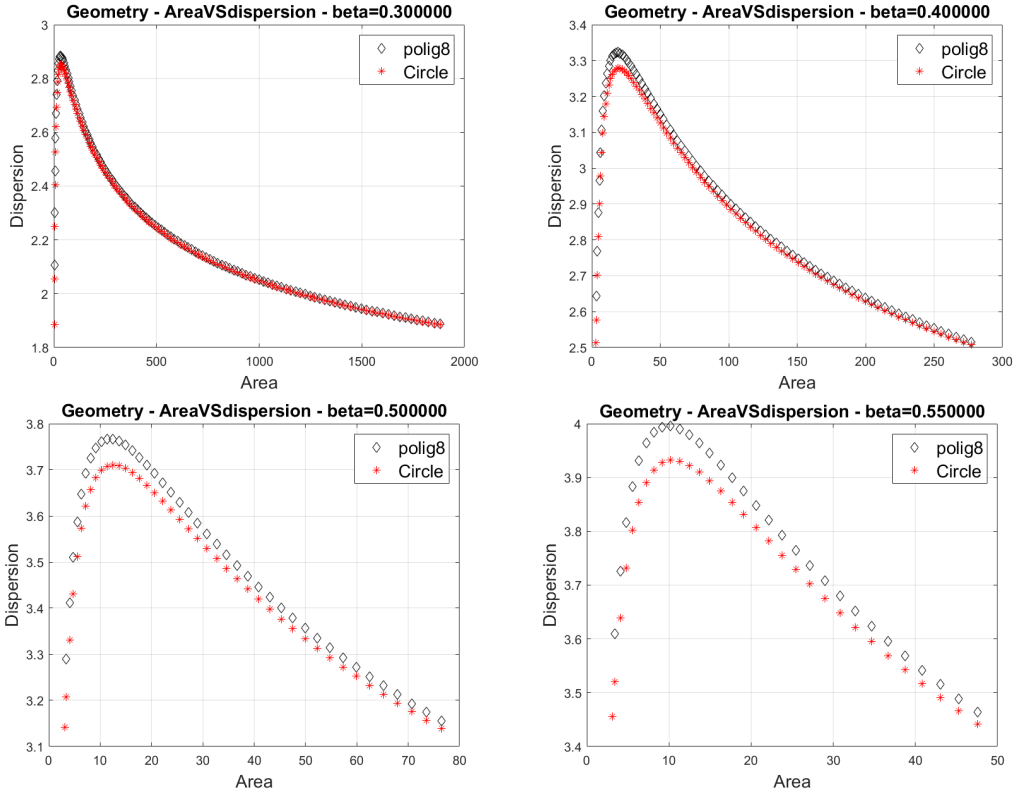 Geometry - AreaVSdispersion - beta=0.300000
3
2.8
2.6
2.4
2.2
2
1.8
Dispersion
polig8
Circle
0 500 1000 1500 2000
Area
Geometry - AreaVSdispersion - beta=0.400000
3.4
3.3
3.2
3.1
3
2.9
2.8
2.7
2.6
2.5
Dispersion
polig8
Circle
0 50 100 150 200 250 300
Area
Geometry - AreaVSdispersion - beta=0.500000
3.8
3.7
3.6
3.5
3.4
3.3
3.2
3.1
Dispersion
polig8
Circle
0 10 20 30 40 50 60 70 80
Area
Geometry - AreaVSdispersion - beta=0.550000
4
3.9
3.8
3.7
3.6
3.5
3.4
Dispersion
polig8
Circle
0 10 20 30 40 50
Area